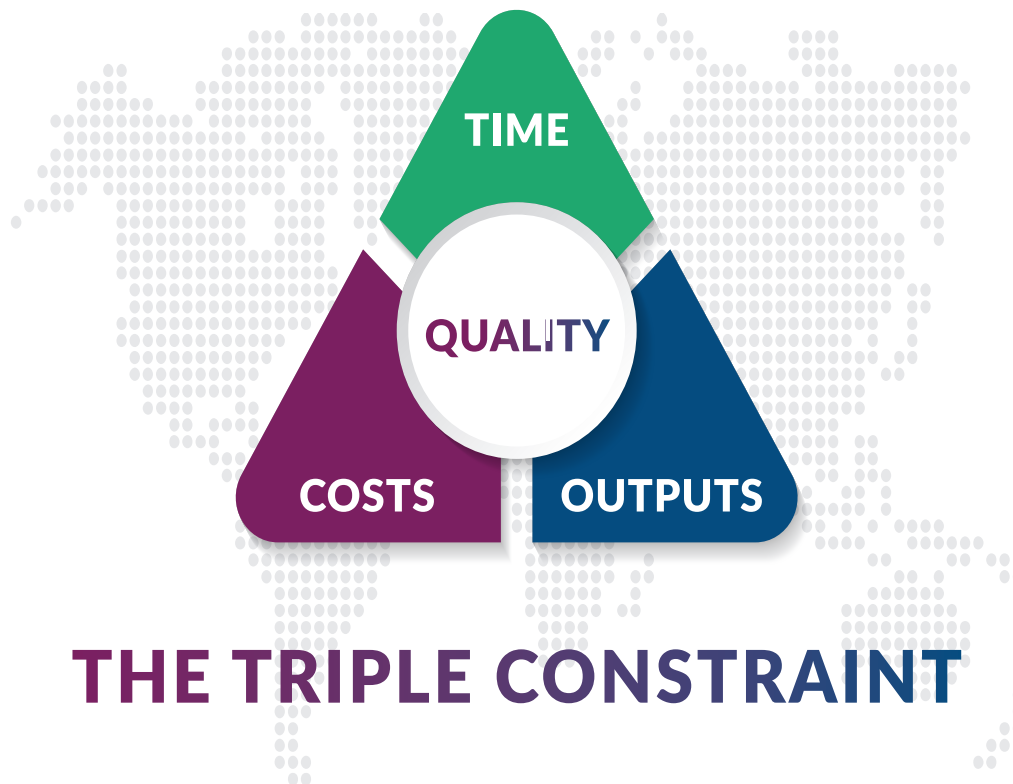 TIME
QUALITY
COSTS
OUTPUTS
THE TRIPLE CONSTRAINT